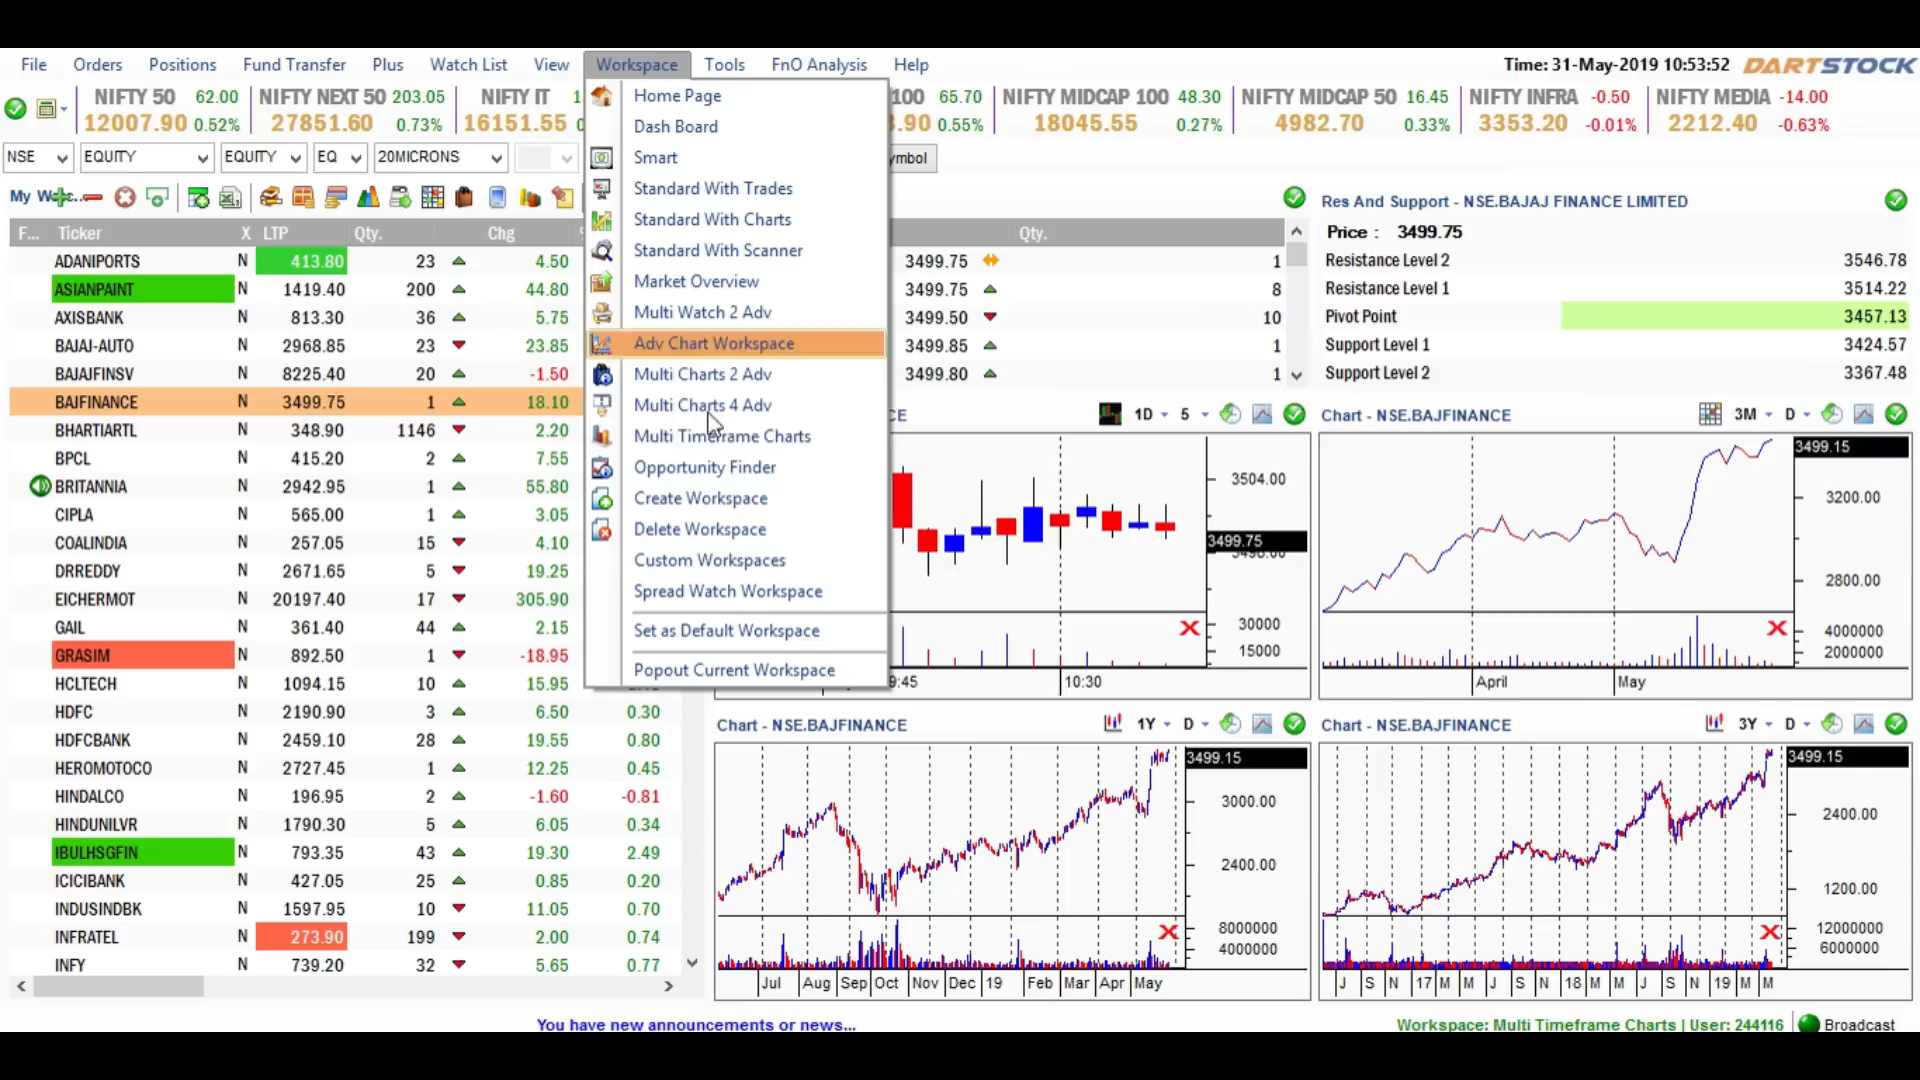 File Orders Positions Fund Transfer Plus Watch List View Workspace Tools FnO Analysis Help Time: 31-May-2019 10:53:52 DARTSTOCK
NIFTY 50 62.00 NIFTY NEXT 50 203.05 NIFTY IT 100 65.70 NIFTY MIDCAP 100 48.30 NIFTY MIDCAP 50 16.45 NIFTY INFRA -0.50 NIFTY MEDIA -14.00
12007.90 0.52% 27851.60 0.73% 16151.55 0.55% 18045.55 0.27% 4982.70 0.33% 3353.20 -0.01% 2212.40 -0.63%
NSE EQUITY EQUITY EQ 20MICRONS ymbol
Home Page
Dash Board
Smart
Standard With Trades
Standard With Charts
Standard With Scanner
Market Overview
Multi Watch 2 Adv
Adv Chart Workspace
Multi Charts 2 Adv
Multi Charts 4 Adv
Multi Timeframe Charts
Opportunity Finder
Create Workspace
Delete Workspace
Custom Workspaces
Spread Watch Workspace
Set as Default Workspace
Popout Current Workspace
F... Ticker X LTP Qty. Chg
ADANIPORTS N 413.80 23 4.50
ASIANPAINT N 1419.40 200 44.80
AXISBANK N 813.30 36 5.75
BAJAJ-AUTO N 2968.85 23 23.85
BAJAJFINSV N 8225.40 20 -1.50
BAJFINANCE N 3499.75 1 18.10
BHARTIARTL N 348.90 1146 2.20
BPCL N 415.20 2 7.55
BRITANNIA N 2942.95 1 55.80
CIPLA N 565.00 1 3.05
COALINDIA N 257.05 15 4.10
DRREDDY N 2671.65 5 19.25
EICHERMOT N 20197.40 17 305.90
GAIL N 361.40 44 2.15
GRASIM N 892.50 1 -18.95
HCLTECH N 1094.15 10 15.95
HDFC N 2190.90 3 6.50 0.30
HDFCBANK N 2459.10 28 19.55 0.80
HEROMOTOCO N 2727.45 1 12.25 0.45
HINDALCO N 196.95 2 -1.60 -0.81
HINDUNILVR N 1790.30 5 6.05 0.34
IBULHSGFIN N 793.35 43 19.30 2.49
ICICIBANK N 427.05 25 0.85 0.20
INDUSINDBK N 1597.95 10 11.05 0.70
INFRATEL N 273.90 199 2.00 0.74
INFY N 739.20 32 5.65 0.77
Qty.
3499.75 1
3499.75 8
3499.50 10
3499.85 1
3499.80 1
Res And Support - NSE.BAJAJ FINANCE LIMITED
Price : 3499.75
Resistance Level 2 3546.78
Resistance Level 1 3514.22
Pivot Point 3457.13
Support Level 1 3424.57
Support Level 2 3367.48
CE 1D 5
3504.00
3499.75
30000
15000
9:45 10:30
Chart - NSE.BAJFINANCE 3M D
3499.15
3200.00
2800.00
4000000
2000000
April May
Chart - NSE.BAJFINANCE 1Y D
3499.15
3000.00
2400.00
8000000
4000000
Jul Aug Sep Oct Nov Dec 19 Feb Mar Apr May
Chart - NSE.BAJFINANCE 3Y D
3499.15
2400.00
1200.00
12000000
6000000
J S N 17 M M J S N 18 M M J S N 19 M M
You have new announcements or news... Workspace: Multi Timeframe Charts | User: 244116 Broadcast